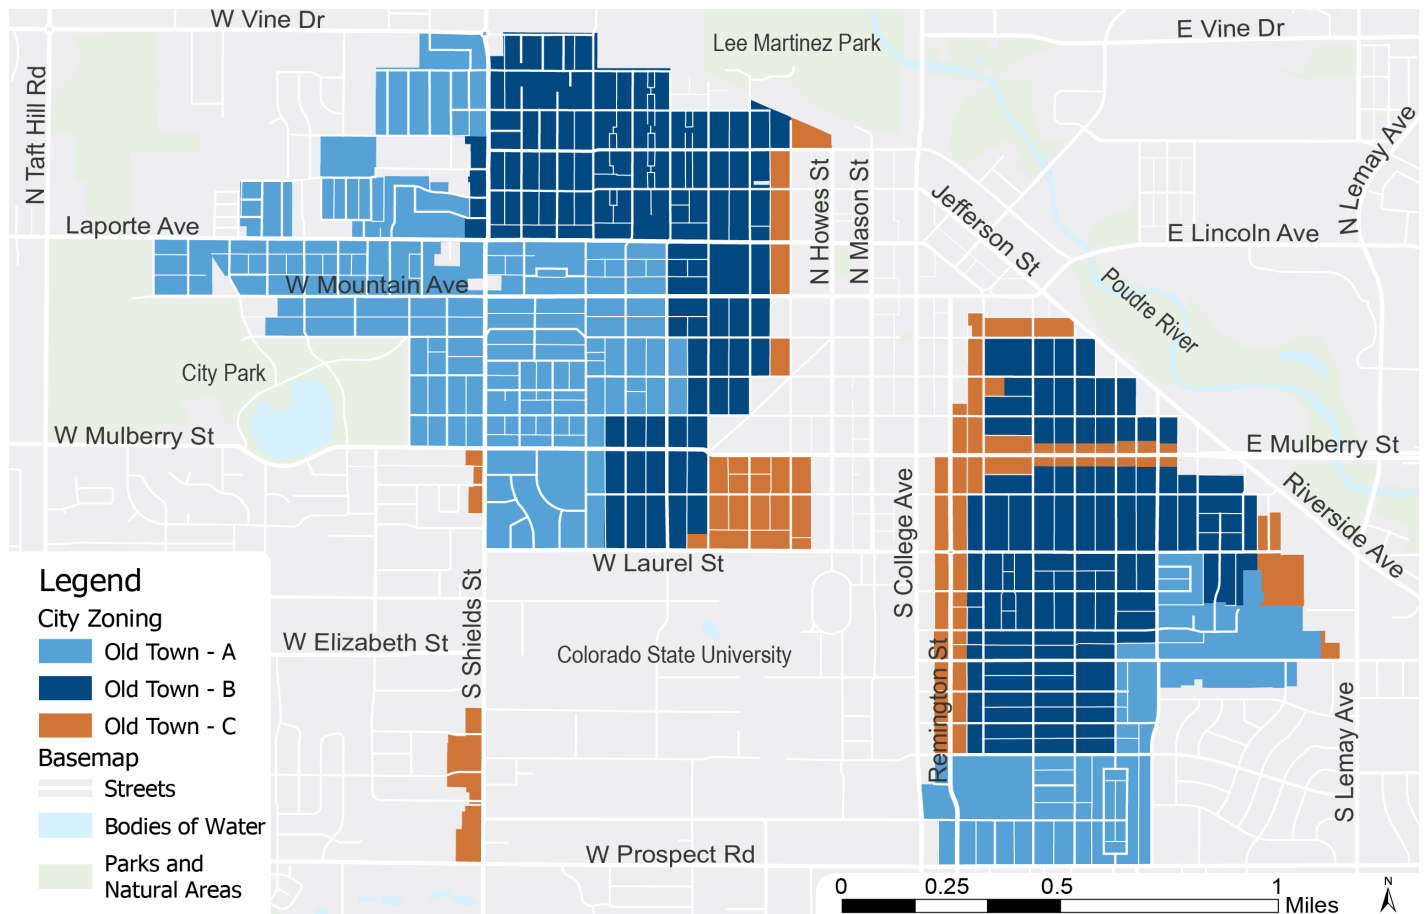 W Vine Dr
E Vine Dr
Lee Martinez Park
N Taft Hill Rd
N Lemay Ave
N Howes St
N Mason St
Jefferson St
Laporte Ave
E Lincoln Ave
W Mountain Ave
Poudre River
City Park
W Mulberry St
E Mulberry St
S College Ave
Riverside Ave
W Laurel St
S Shields St
W Elizabeth St
Colorado State University
Remington St
S Lemay Ave
W Prospect Rd
Legend
City Zoning
Old Town - A
Old Town - B
Old Town - C
Basemap
Streets
Bodies of Water
Parks and
Natural Areas
0 0.25 0.5 1
Miles
N